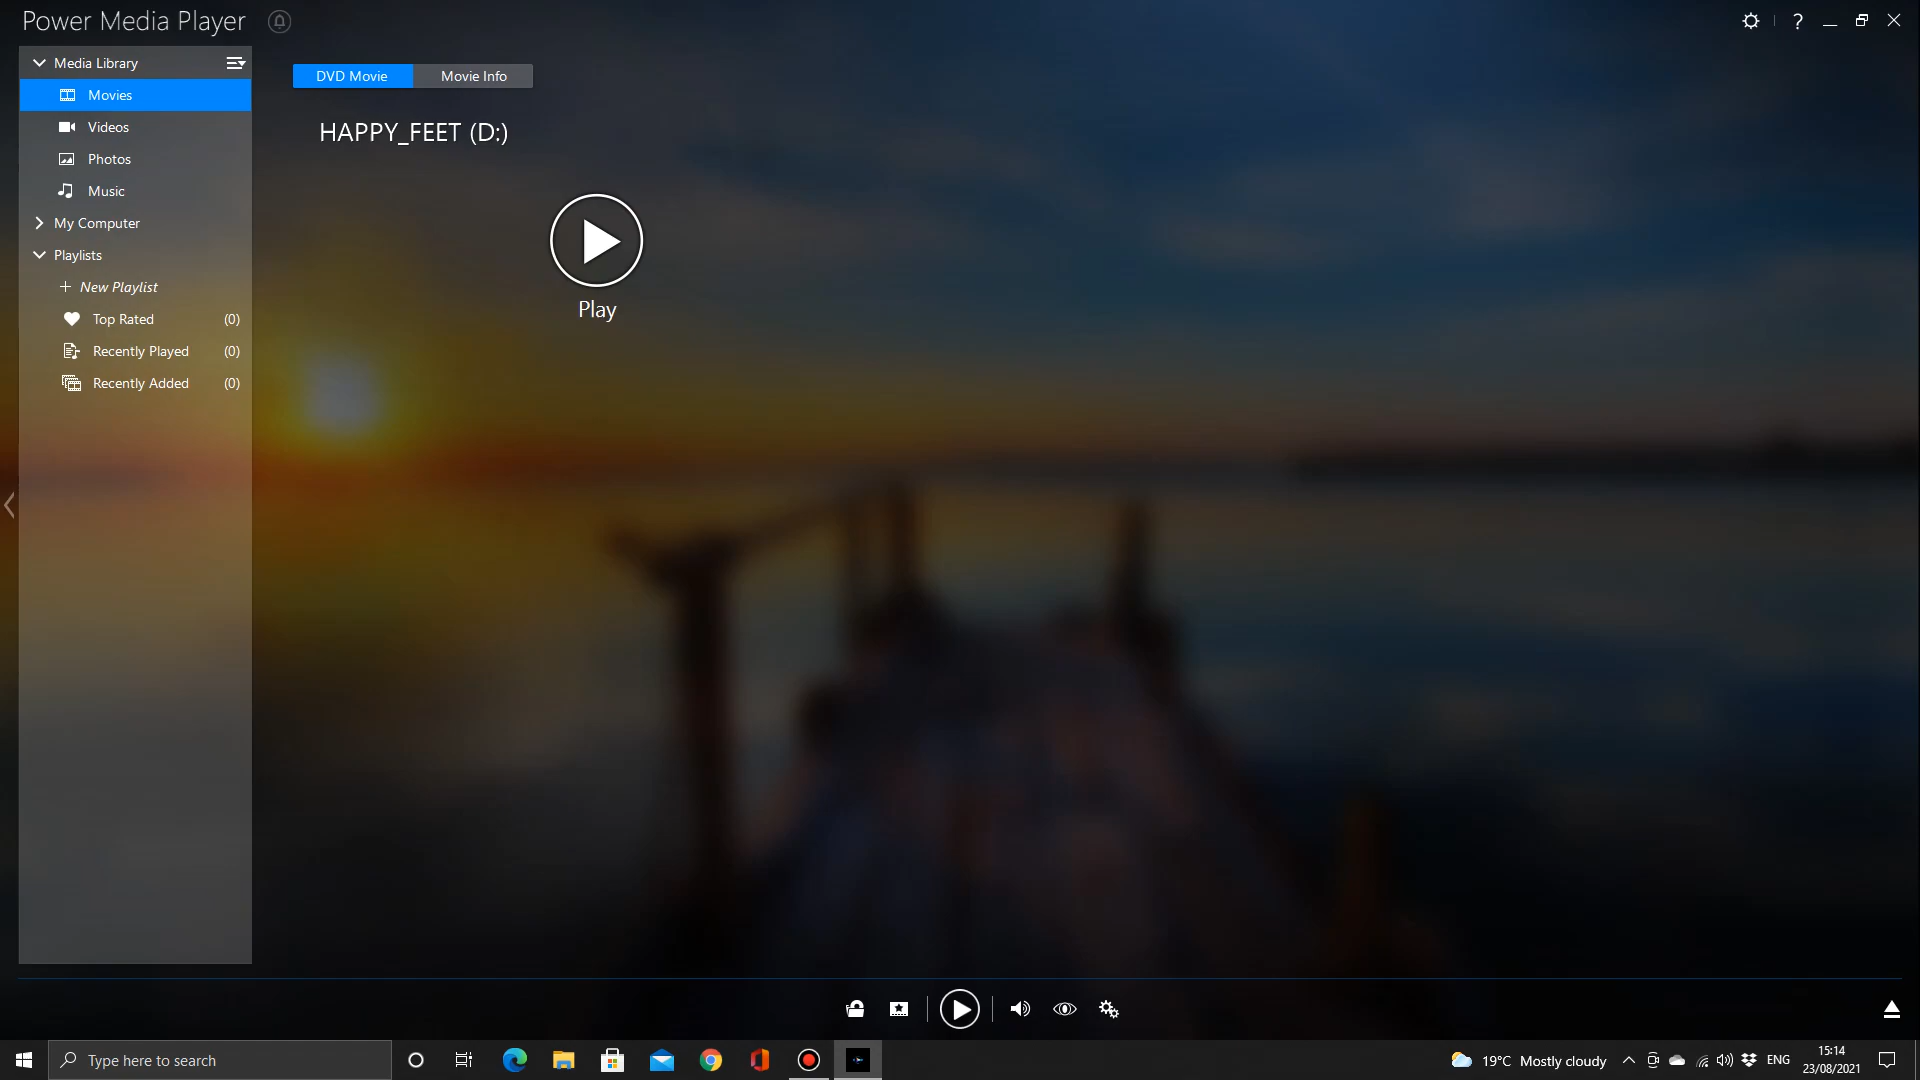 Power Media Player
?
Media Library
Movies
Videos
Photos
Music
My Computer
Playlists
New Playlist
Top Rated (0)
Recently Played (0)
Recently Added (0)
DVD Movie Movie Info
HAPPY_FEET (D:)
Play
Type here to search
19°C Mostly cloudy
ENG
15:14
23/08/2021